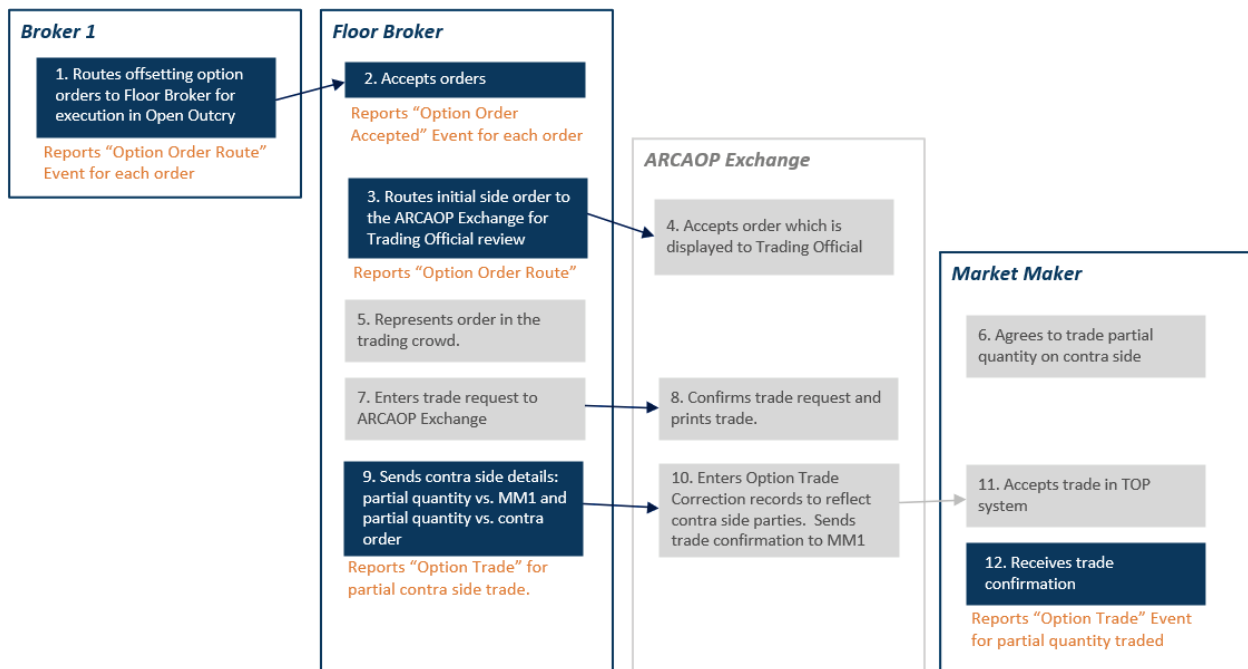 Broker 1
1. Routes offsetting option
orders to Floor Broker for
execution in Open Outcry
Reports “Option Order Route”
Event for each order
Floor Broker
2. Accepts orders
Reports “Option Order
Accepted” Event for each order
3. Routes initial side order to
the ARCAOP Exchange for
Trading Official review
Reports “Option Order Route”
5. Represents order in the
trading crowd.
7. Enters trade request to
ARCAOP Exchange
9. Sends contra side details:
partial quantity vs. MM1 and
partial quantity vs. contra
order
Reports “Option Trade” for
partial contra side trade.
ARCAOP Exchange
4. Accepts order which is
displayed to Trading Official
8. Confirms trade request and
prints trade.
10. Enters Option Trade
Correction records to reflect
contra side parties.  Sends
trade confirmation to MM1
Market Maker
6. Agrees to trade partial
quantity on contra side
11. Accepts trade in TOP
system
12. Receives trade
confirmation
Reports “Option Trade” Event
for partial quantity traded